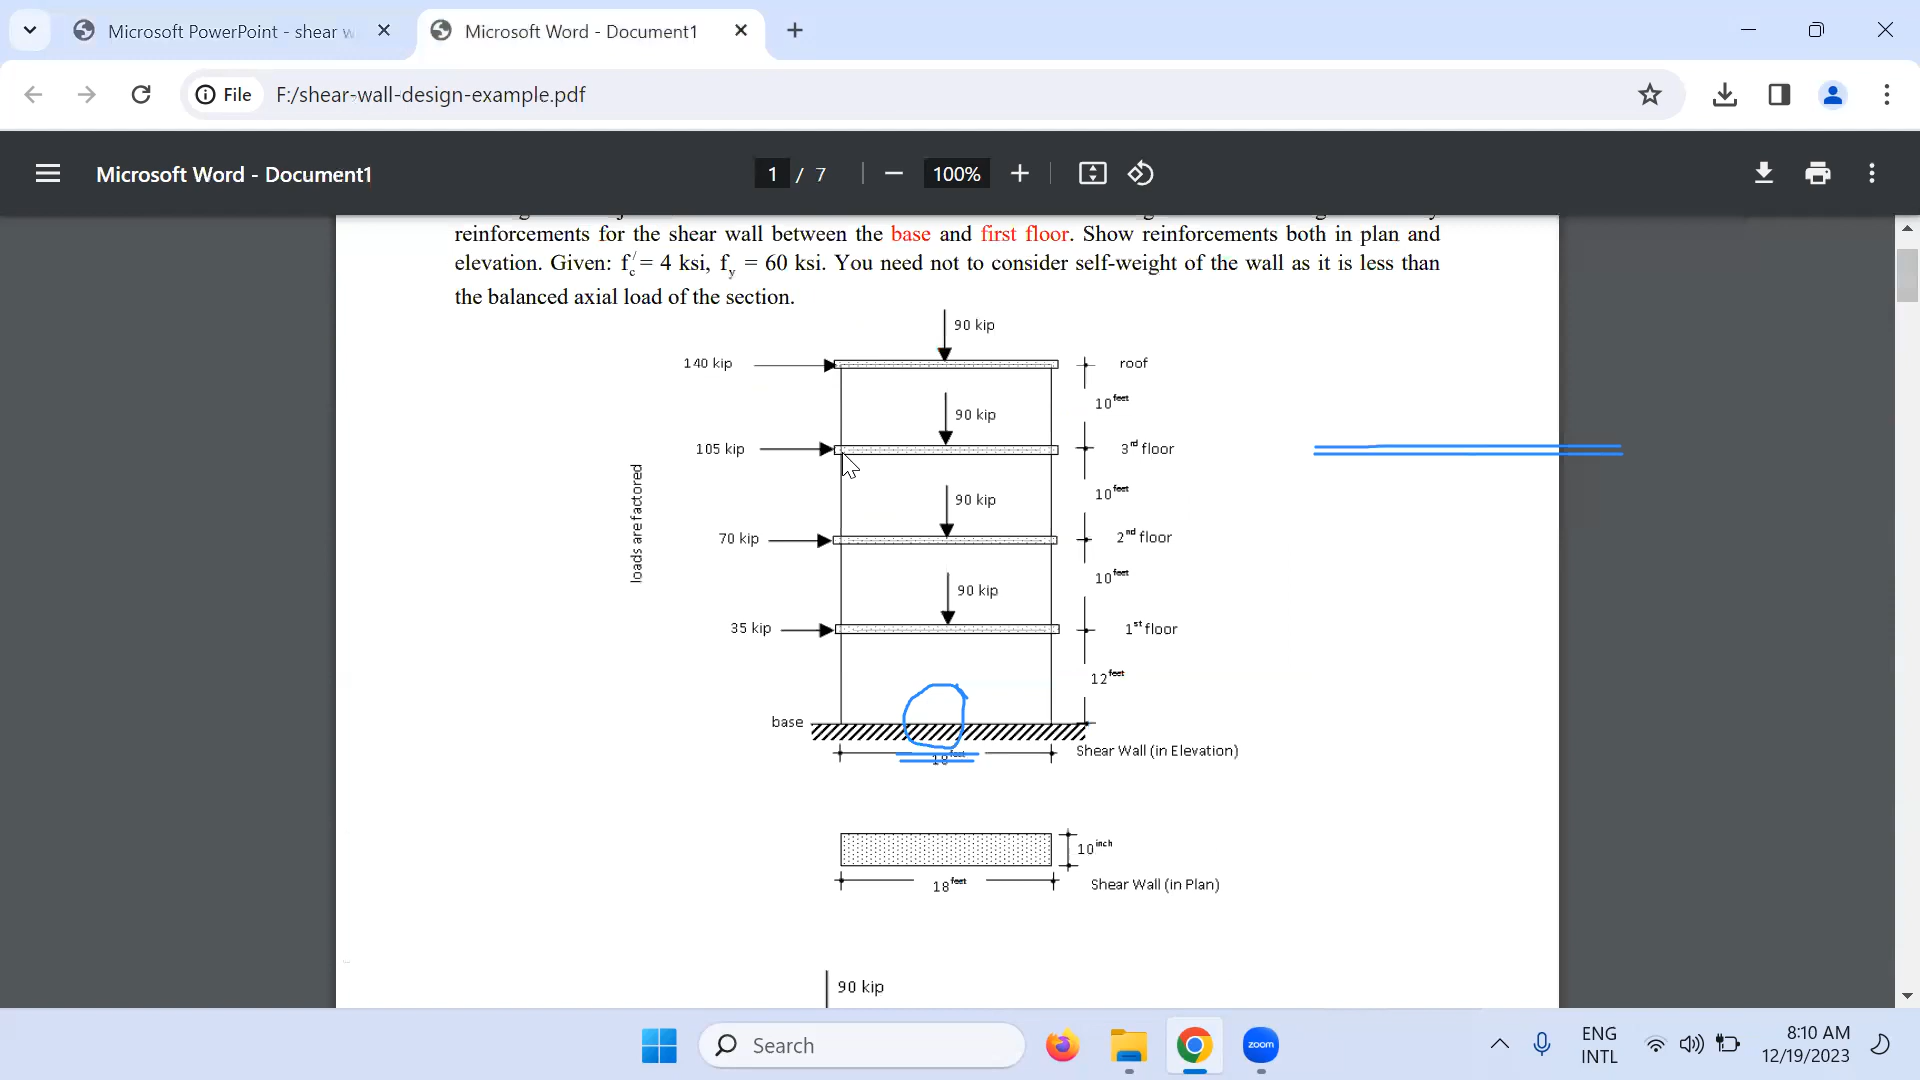 Microsoft PowerPoint - shear w
Microsoft Word - Document1
File
F:/shear-wall-design-example.pdf
Microsoft Word - Document1
1 / 7
100%
reinforcements for the shear wall between the base and first floor. Show reinforcements both in plan and
elevation. Given: f′c = 4 ksi, fy = 60 ksi. You need not to consider self-weight of the wall as it is less than
the balanced axial load of the section.
90 kip
140 kip
roof
10 feet
90 kip
105 kip
3rd floor
loads are factored
10 feet
90 kip
70 kip
2nd floor
10 feet
90 kip
35 kip
1st floor
12 feet
base
18 feet
Shear Wall (in Elevation)
10 inch
18 feet
Shear Wall (in Plan)
90 kip
Search
zoom
ENG
INTL
8:10 AM
12/19/2023